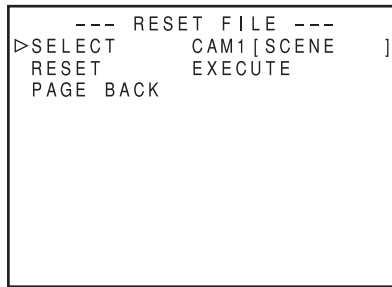 --- RESET FILE ---
▷SELECT CAM1[SCENE ]
RESET EXECUTE
PAGE BACK